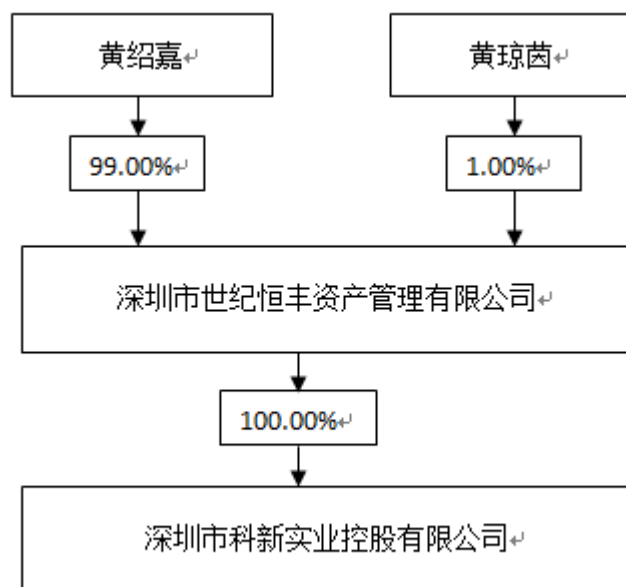 黄绍嘉
黄琼茵
99.00%
1.00%
深圳市世纪恒丰资产管理有限公司
100.00%
深圳市科新实业控股有限公司